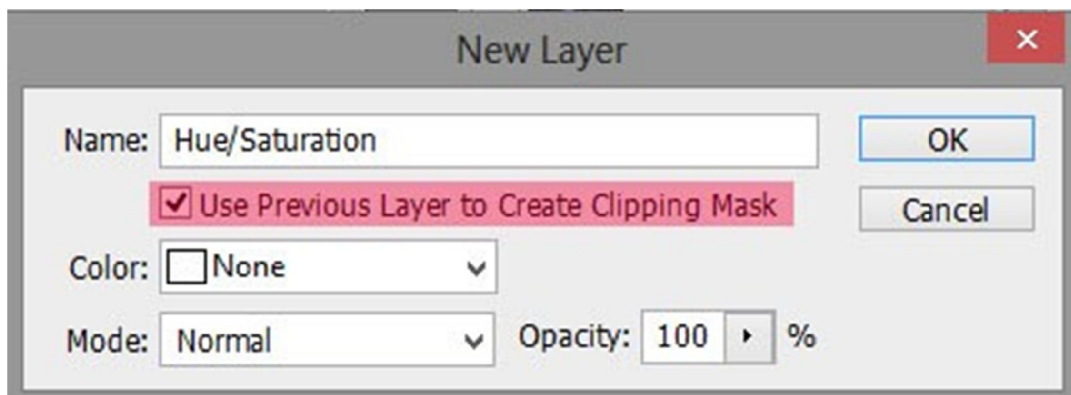 New Layer
Name: Hue/Saturation OK
Use Previous Layer to Create Clipping Mask Cancel
Color: None
Mode: Normal Opacity: 100 %